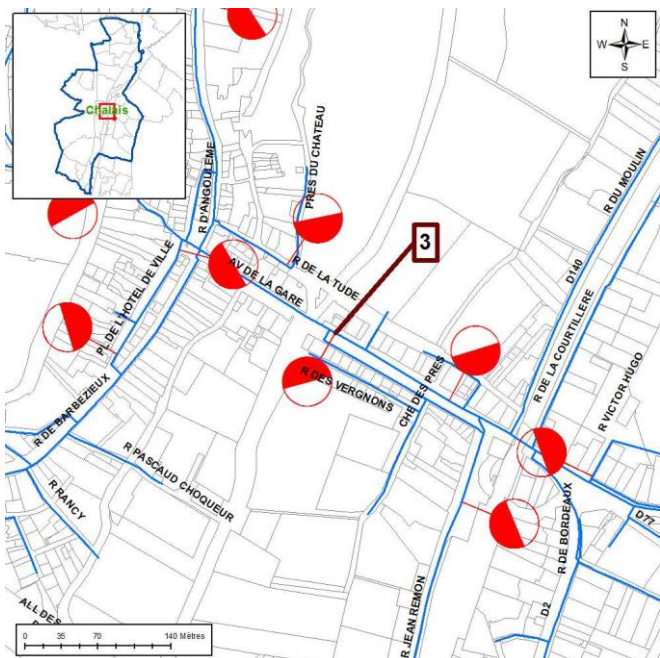 N
W E
S
Chalais
R D'ANGOULEME
PRES DU CHATEAU
R DU MOULIN
3
PL DE L'HOTEL DE VILLE
AV DE LA GARE
R DE LA TUDE
D140
R DE LA COURTILLERE
R DES VERGNONS
CHE DES PRES
R VICTOR HUGO
R DE BARBEZIEUX
R PASCAUD CHOQUEUR
R RANCY
R DE BORDEAUX
D77
ALL DES
R JEAN REMON
D2
0 35 70 140 Mètres